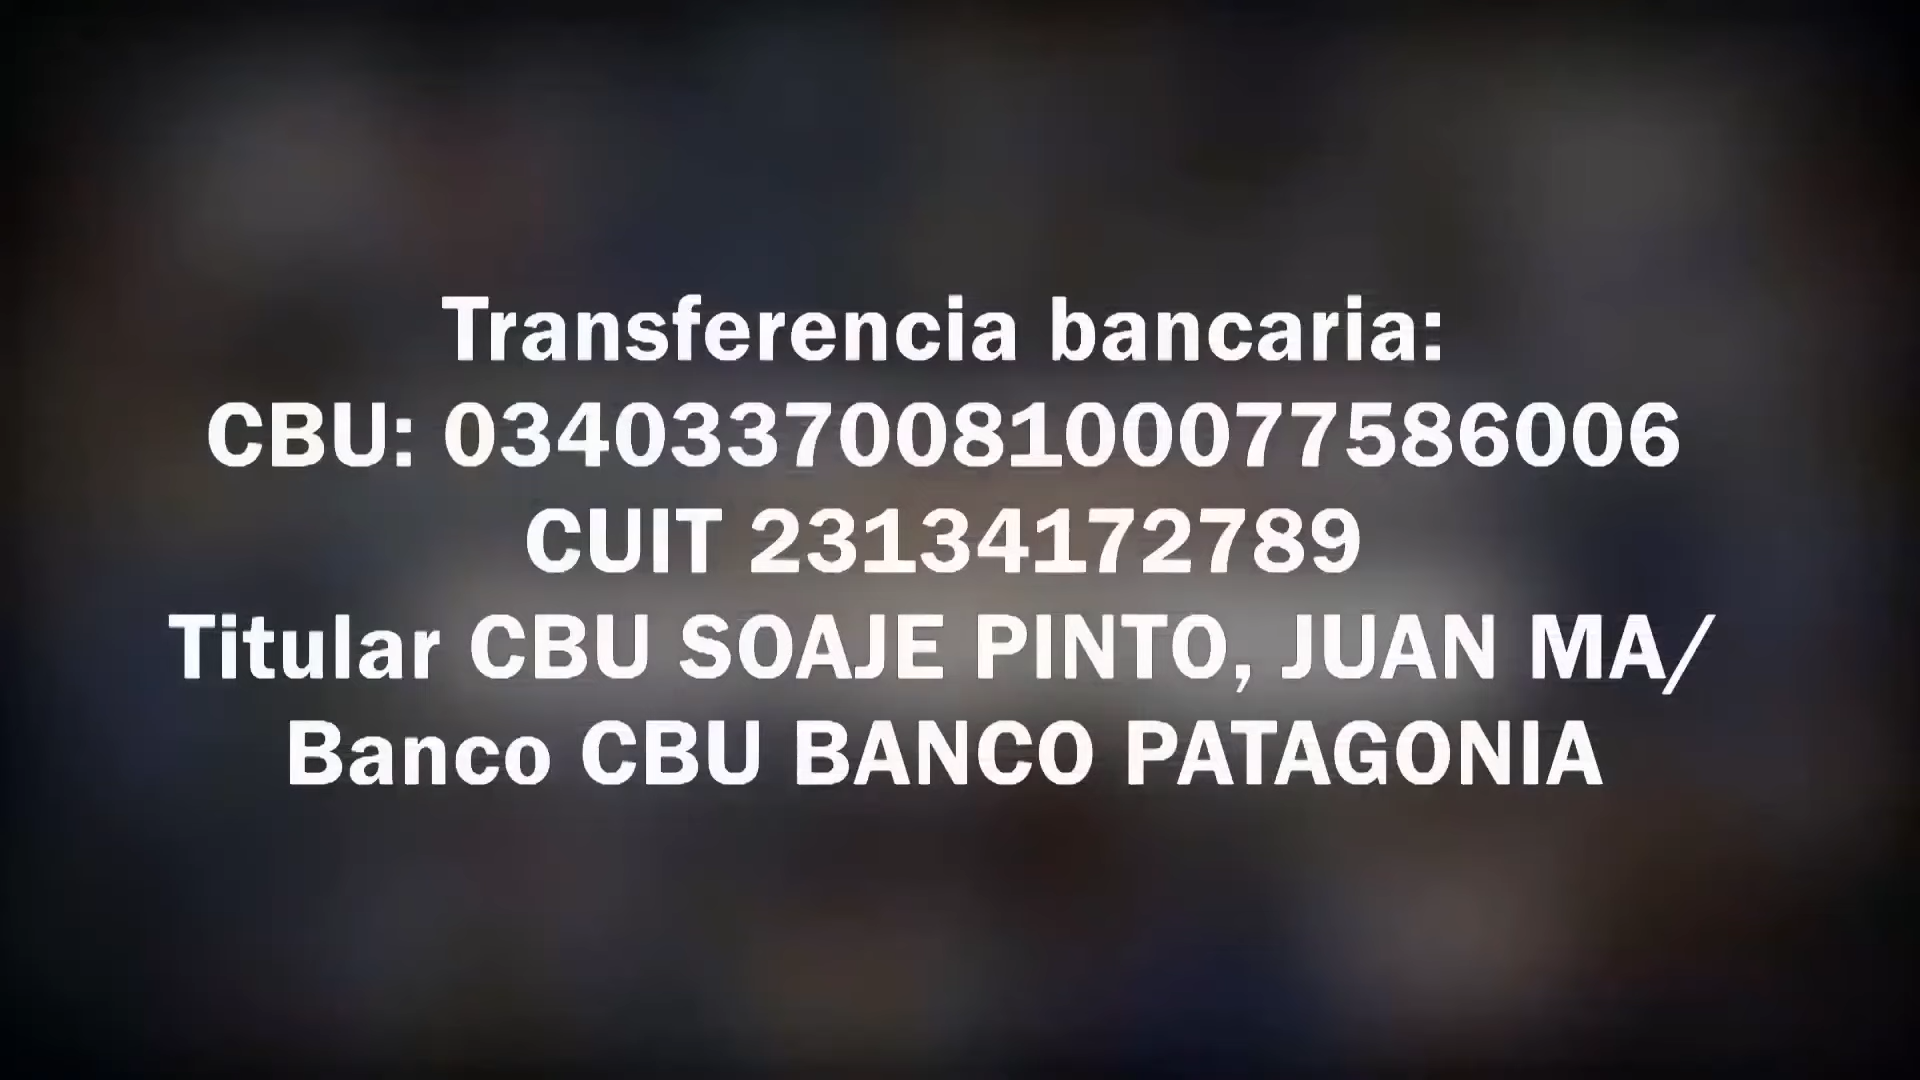 Transferencia bancaria:
CBU: 0340337008100077586006
CUIT 23134172789
Titular CBU SOAJE PINTO, JUAN MA/
Banco CBU BANCO PATAGONIA